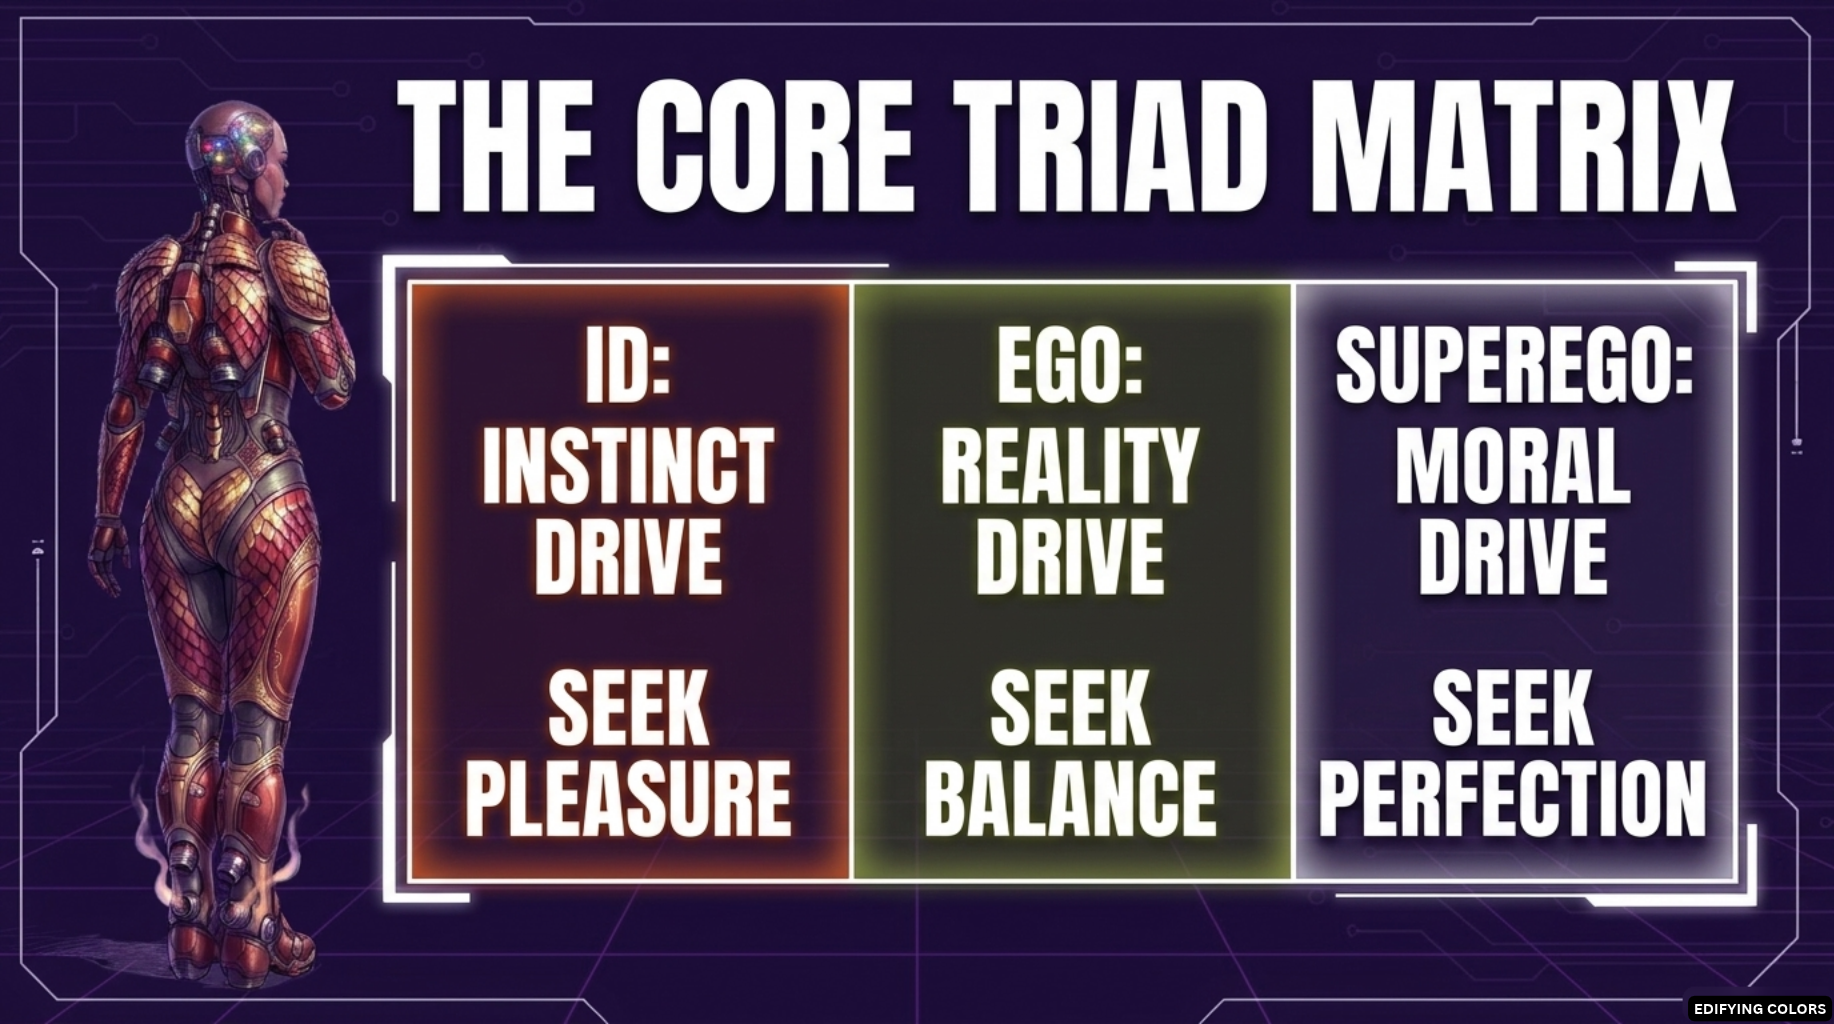 THE CORE TRIAD MATRIX
ID:
INSTINCT
DRIVE
SEEK
PLEASURE
EGO:
REALITY
DRIVE
SEEK
BALANCE
SUPEREGO:
MORAL
DRIVE
SEEK
PERFECTION
EDIFYING COLORS